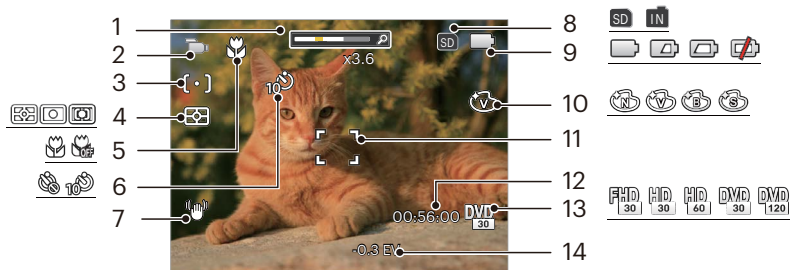 1
2
3
4
5
6
7
8
9
10
11
12
13
14
x3.6
10
SD
V
00:56:00
DVD 30
-0.3 EV
OFF
10
SD IN
N V B S
FHD 30 HD 30 HD 60 DVD 30 DVD 120